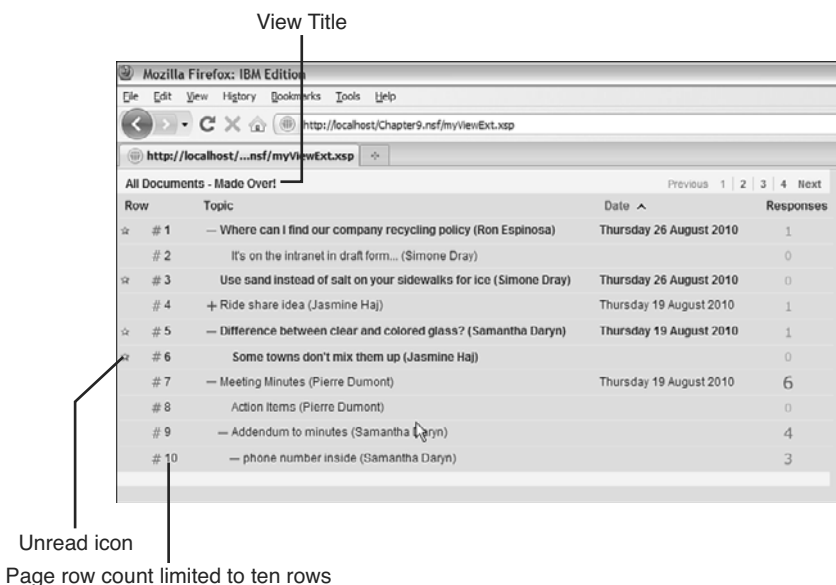 View Title
Mozilla Firefox: IBM Edition
File Edit View History Bookmarks Tools Help
http://localhost/Chapter9.nsf/myViewExt.xsp
http://localhost/...nsf/myViewExt.xsp
All Documents - Made Over! Previous 1 | 2 | 3 | 4 Next
Row Topic Date Responses
# 1 — Where can I find our company recycling policy (Ron Espinosa) Thursday 26 August 2010 1
# 2 It's on the intranet in draft form... (Simone Dray) 0
# 3 Use sand instead of salt on your sidewalks for ice (Simone Dray) Thursday 26 August 2010 0
# 4 + Ride share idea (Jasmine Haj) Thursday 19 August 2010 1
# 5 — Difference between clear and colored glass? (Samantha Daryn) Thursday 19 August 2010 1
# 6 Some towns don't mix them up (Jasmine Haj) 0
# 7 — Meeting Minutes (Pierre Dumont) Thursday 19 August 2010 6
# 8 Action Items (Pierre Dumont) 0
# 9 — Addendum to minutes (Samantha Daryn) 4
# 10 — phone number inside (Samantha Daryn) 3
Unread icon
Page row count limited to ten rows